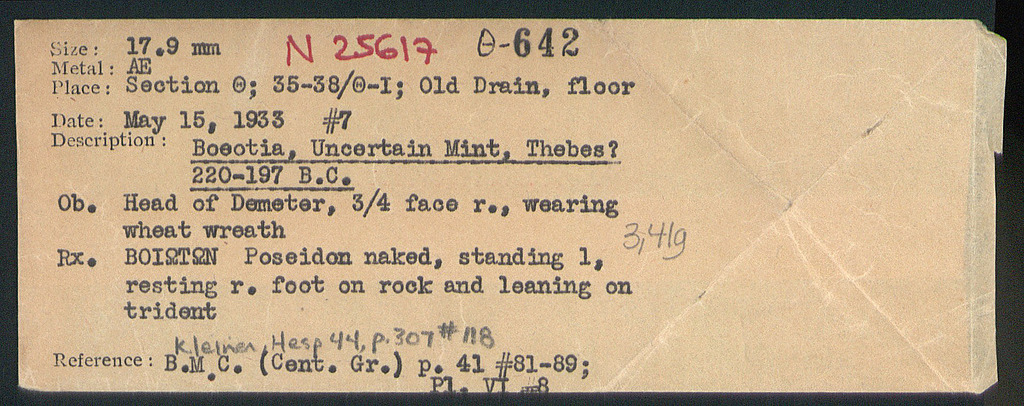 Size: 17.9 mm N 25617 Θ-642
Metal: AE
Place: Section Θ; 35-38/Θ-I; Old Drain, floor
Date: May 15, 1933 #7
Description: Boeotia, Uncertain Mint, Thebes?
220-197 B.C.
Ob. Head of Demeter, 3/4 face r., wearing
wheat wreath
3,41g
Rx. ΒΟΙΩΤΩΝ Poseidon naked, standing l,
resting r. foot on rock and leaning on
trident
Kleiner, Hesp 44, p.307 #118
Reference: B.M.C. (Cent. Gr.) p. 41 #81-89;
Pl. VI #8